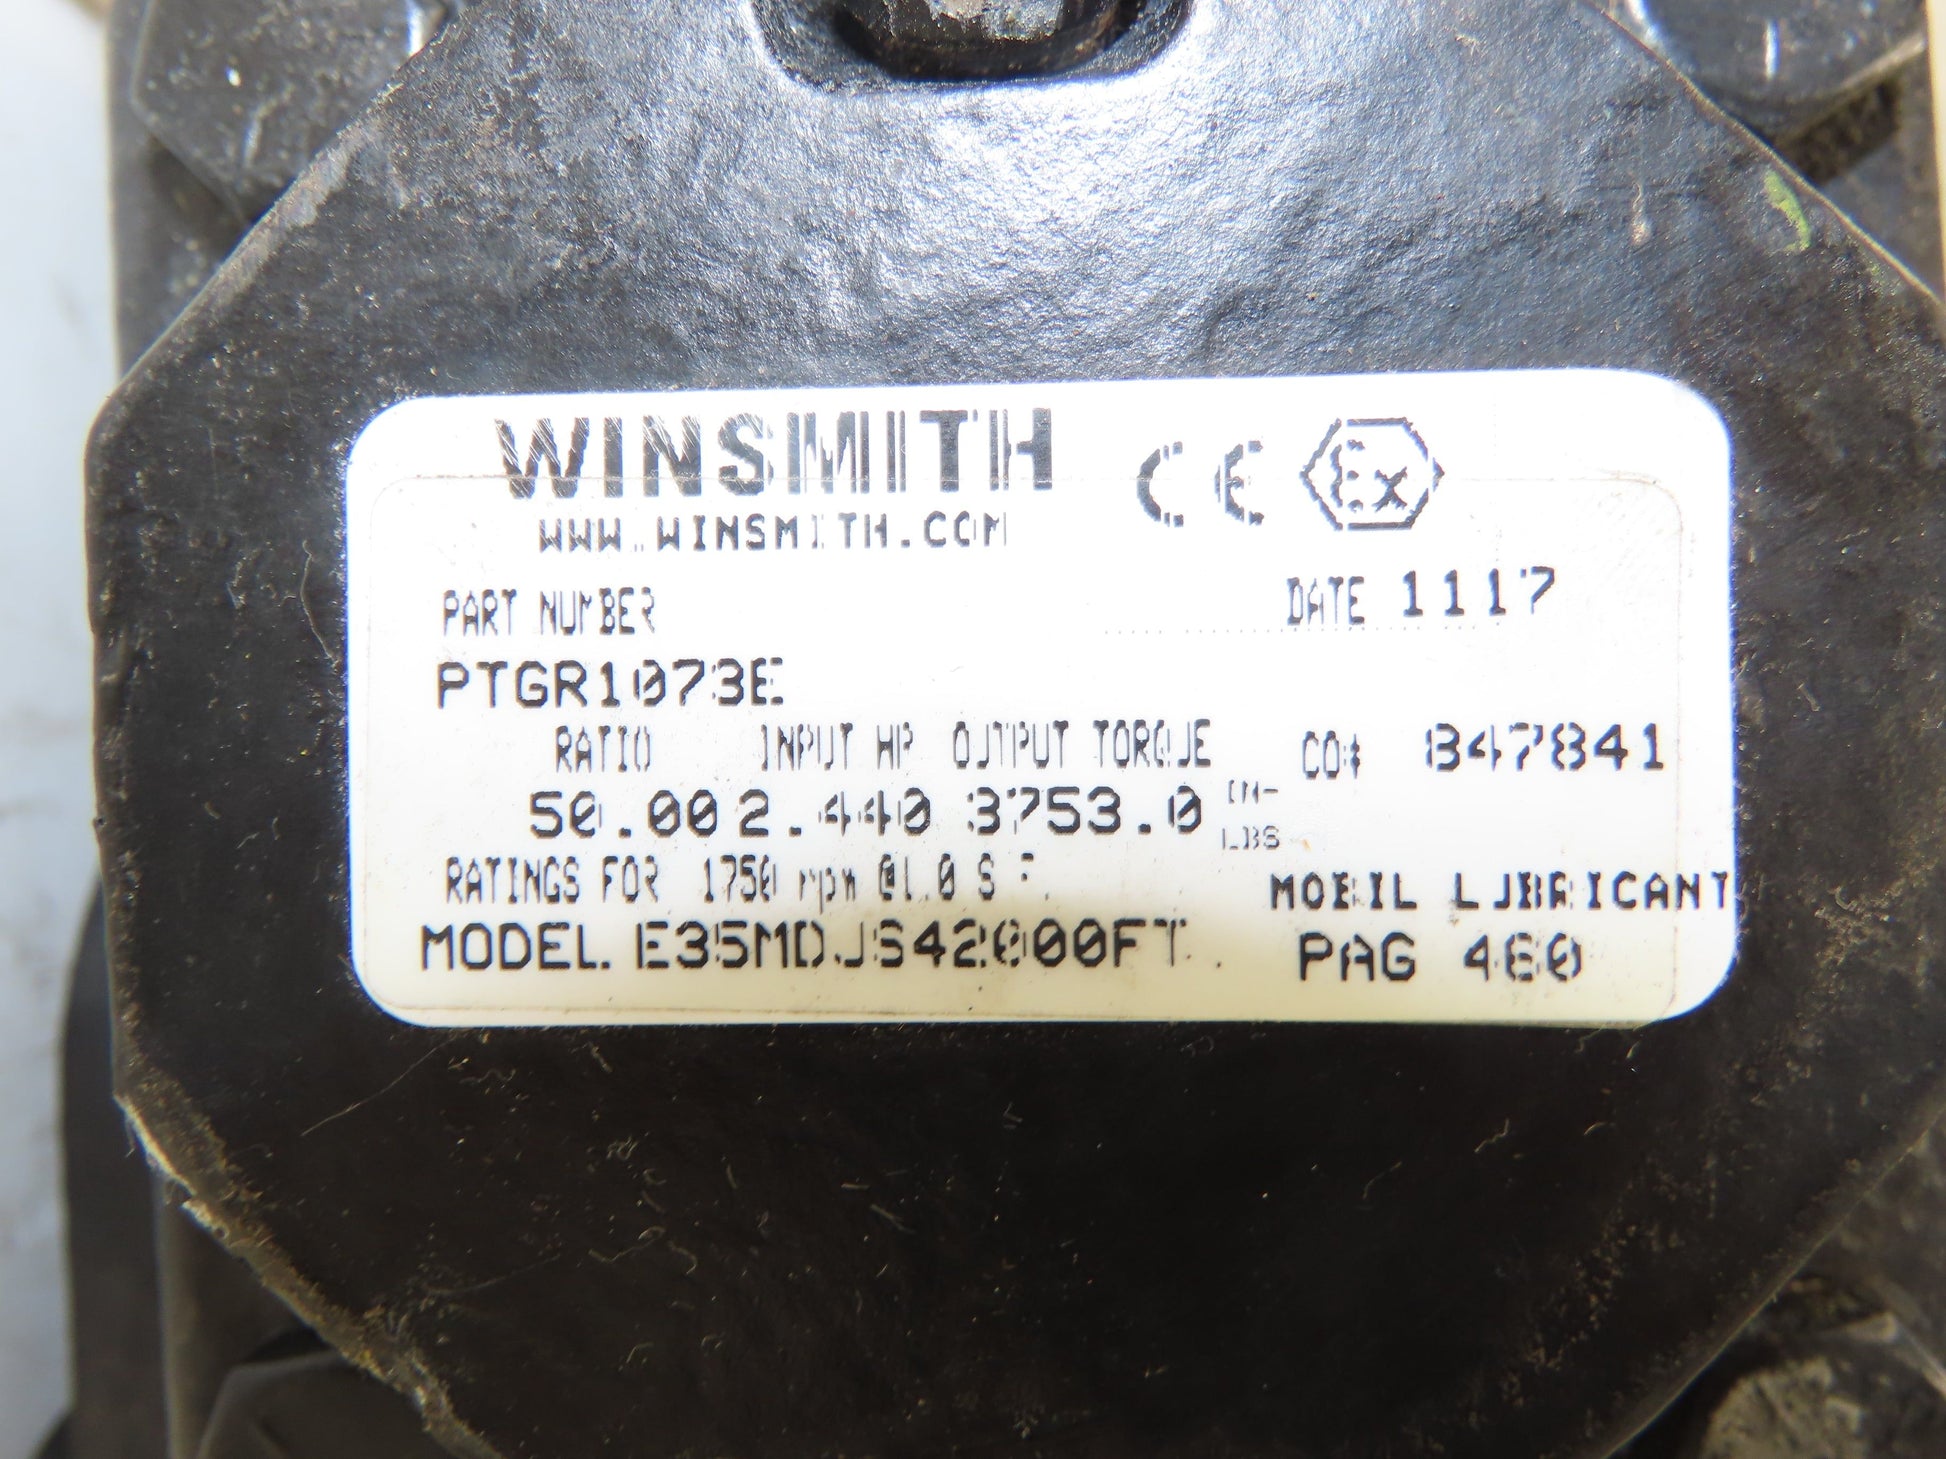 WINSMITH CE Ex
WWW.WINSMITH.COM
PART NUMBER DATE 1117
PTGR1073E
RATIO INPUT HP OUTPUT TORQUE CO# 847841
50.00 2.440 3753.0 IN-LBS
RATINGS FOR 1750 rpm @1.0 S.F. MOBIL LUBRICANT
MODEL. E35MDJS42000FT. PAG 460